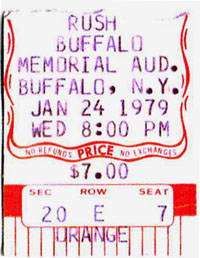 RUSH
BUFFALO
MEMORIAL AUD.
BUFFALO, N.Y.
JAN 24 1979
WED 8:00 PM
NO REFUNDS PRICE NO EXCHANGES
$7.00
SEC ROW SEAT
20 E 7
ORANGE